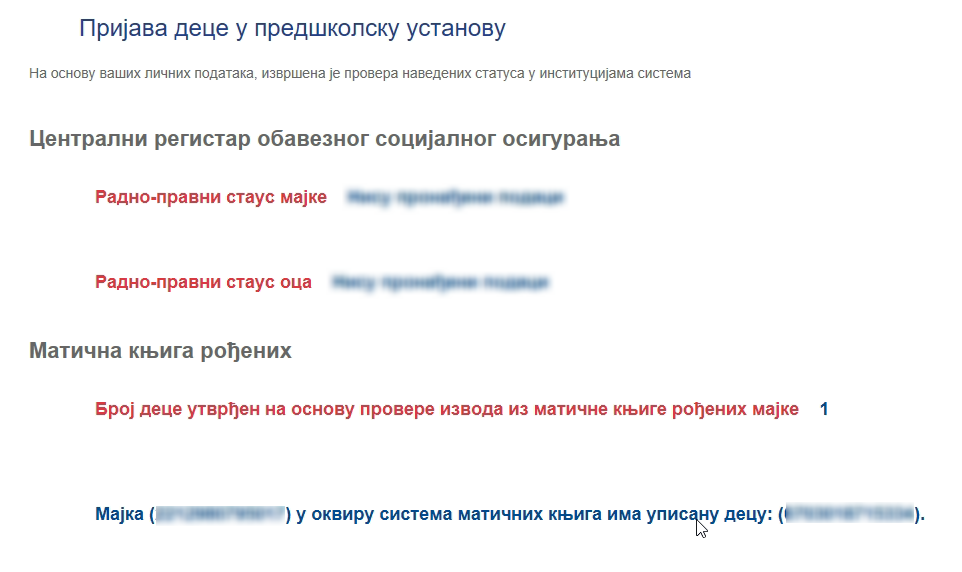 Пријава деце у предшколску установу
На основу ваших личних података, извршена је провера наведених статуса у институцијама система
Централни регистар обавезног социјалног осигурања
Радно-правни стаус мајке
Радно-правни стаус оца
Матична књига рођених
Број деце утврђен на основу провере извода из матичне књиге рођених мајке 1
Мајка () у оквиру система матичних књига има уписану децу: ().